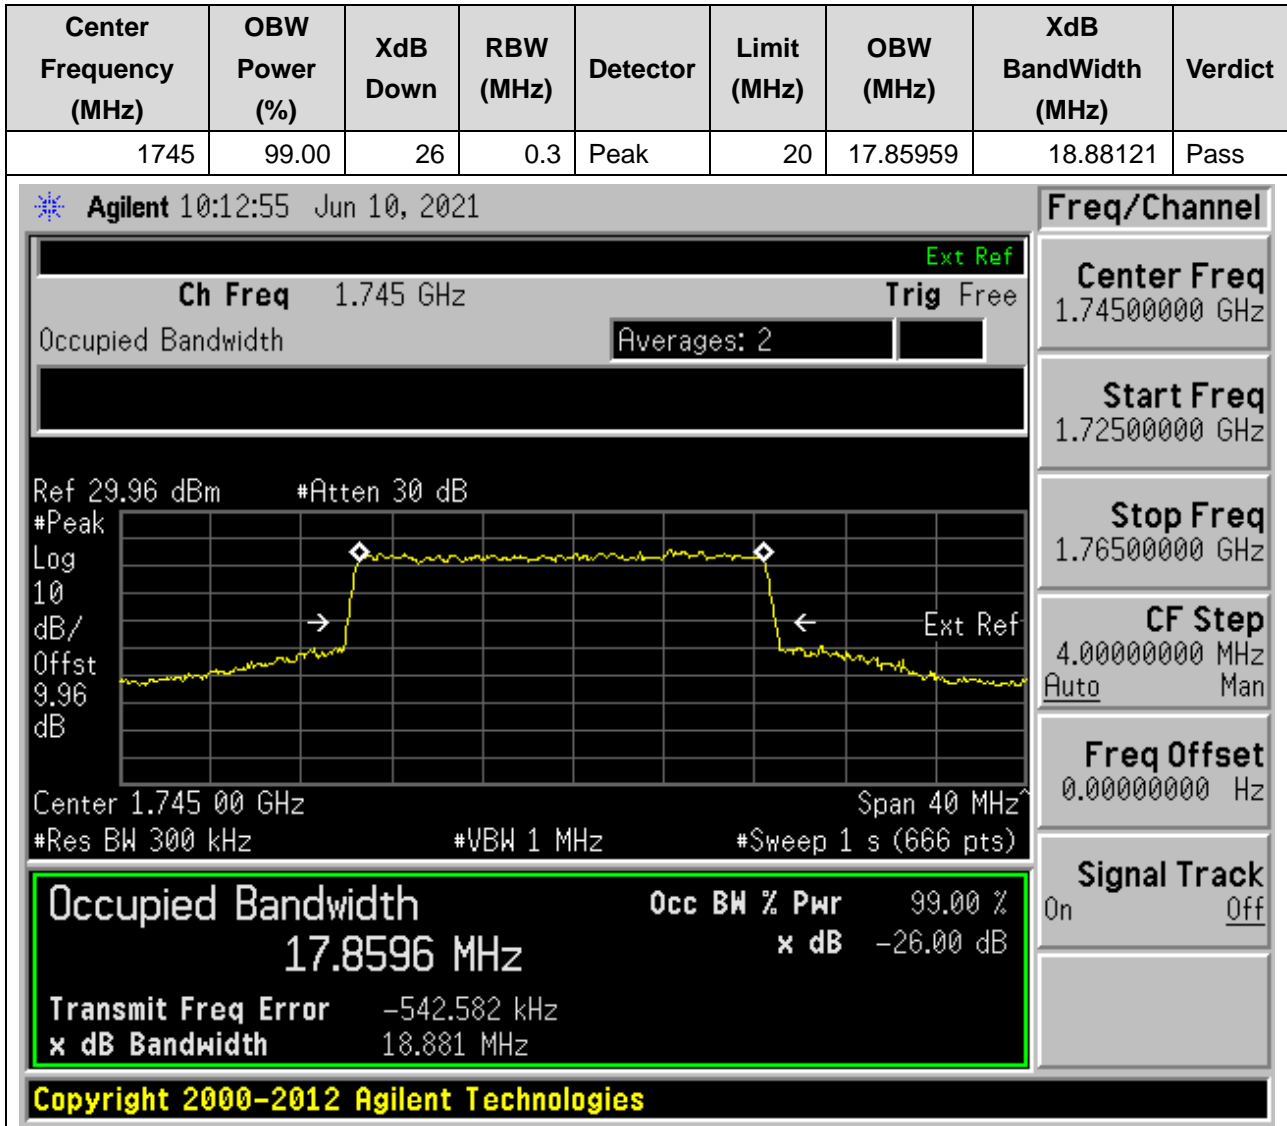 Center Frequency (MHz) OBW Power (%) XdB Down RBW (MHz) Detector Limit (MHz) OBW (MHz) XdB BandWidth (MHz) Verdict
1745 99.00 26 0.3 Peak 20 17.85959 18.88121 Pass
Agilent 10:12:55 Jun 10, 2021
Ext Ref
Ch Freq 1.745 GHz Trig Free
Occupied Bandwidth Averages: 2
Ref 29.96 dBm #Atten 30 dB
#Peak
Log
10
dB/
Offst
9.96
dB
Ext Ref
Center 1.745 00 GHz Span 40 MHz^
#Res BW 300 kHz #VBW 1 MHz #Sweep 1 s (666 pts)
Occupied Bandwidth Occ BW % Pwr 99.00 %
17.8596 MHz x dB -26.00 dB
Transmit Freq Error -542.582 kHz
x dB Bandwidth 18.881 MHz
Copyright 2000-2012 Agilent Technologies
Freq/Channel
Center Freq
1.74500000 GHz
Start Freq
1.72500000 GHz
Stop Freq
1.76500000 GHz
CF Step
4.00000000 MHz
Auto Man
Freq Offset
0.00000000 Hz
Signal Track
On Off